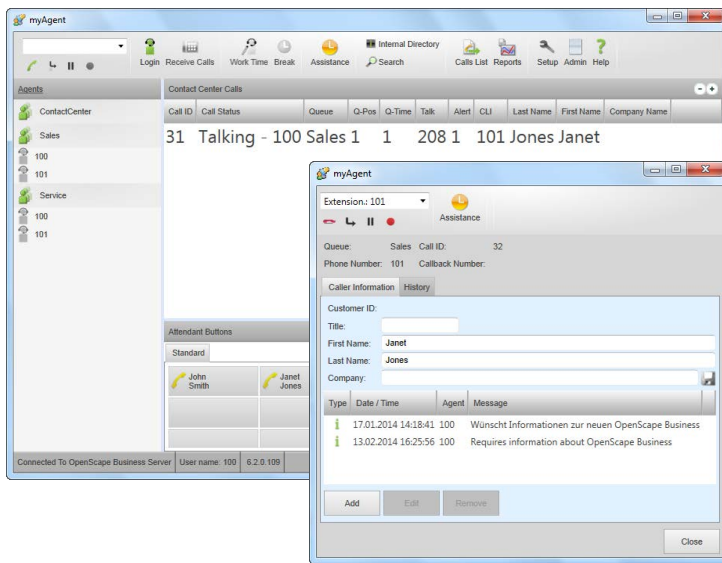 myAgent
Internal Directory
Search
Login Receive Calls Work Time Break Assistance Calls List Reports Setup Admin Help
Agents
ContactCenter
Sales
100
101
Service
100
101
Contact Center Calls
Call ID Call Status Queue Q-Pos Q-Time Talk Alert CLI Last Name First Name Company Name
31 Talking - 100 Sales 1 1 208 1 101 Jones Janet
Attendant Buttons
Standard
John Smith
Janet Jones
Connected To OpenScape Business Server User name: 100 6.2.0.109
myAgent
Extension.: 101
Assistance
Queue: Sales Call ID: 32
Phone Number: 101 Callback Number:
Caller Information History
Customer ID:
Title:
First Name: Janet
Last Name: Jones
Company:
Type Date / Time Agent Message
17.01.2014 14:18:41 100 Wünscht Informationen zur neuen OpenScape Business
13.02.2014 16:25:56 100 Requires information about OpenScape Business
Add Edit Remove
Close